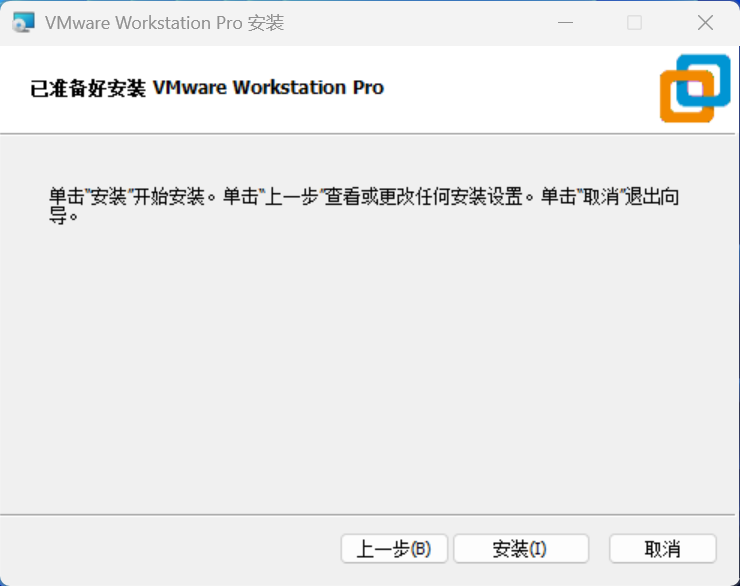 VMware Workstation Pro 安装
已准备好安装 VMware Workstation Pro
单击"安装"开始安装。单击"上一步"查看或更改任何安装设置。单击"取消"退出向
导。
上一步(B) 安装(I) 取消